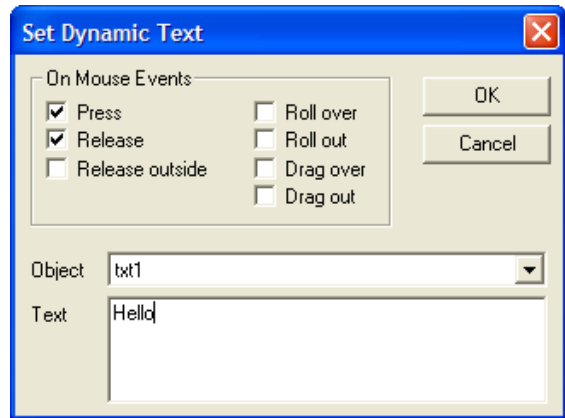 Set Dynamic Text
On Mouse Events
Press
Release
Release outside
Roll over
Roll out
Drag over
Drag out
OK
Cancel
Object txt1
Text Hello